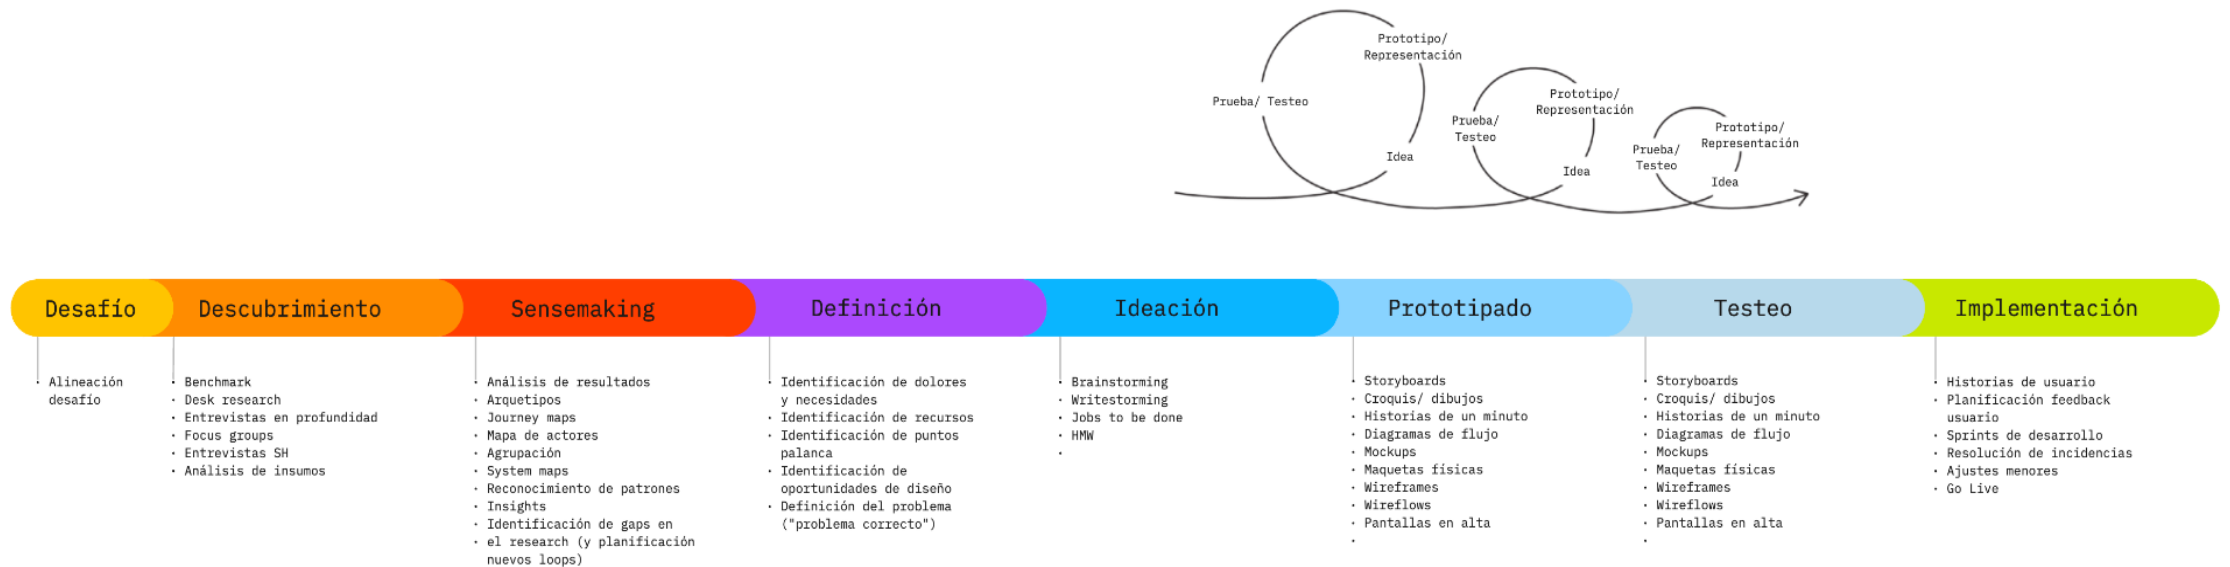 Prototipo/
Representación
Prueba/ Testeo
Idea
Prototipo/
Representación
Prueba/
Testeo
Idea
Prototipo/
Representación
Prueba/
Testeo
Idea
Desafío
Descubrimiento
Sensemaking
Definición
Ideación
Prototipado
Testeo
Implementación
· Alineación
desafío
· Benchmark
· Desk research
· Entrevistas en profundidad
· Focus groups
· Entrevistas SH
· Análisis de insumos
· Análisis de resultados
· Arquetipos
· Journey maps
· Mapa de actores
· Agrupación
· System maps
· Reconocimiento de patrones
· Insights
· Identificación de gaps en
· el research (y planificación
nuevos loops)
· Identificación de dolores
y necesidades
· Identificación de recursos
· Identificación de puntos
palanca
· Identificación de
oportunidades de diseño
· Definición del problema
("problema correcto")
· Brainstorming
· Writestorming
· Jobs to be done
· HMW
·
· Storyboards
· Croquis/ dibujos
· Historias de un minuto
· Diagramas de flujo
· Mockups
· Maquetas físicas
· Wireframes
· Wireflows
· Pantallas en alta
·
· Storyboards
· Croquis/ dibujos
· Historias de un minuto
· Diagramas de flujo
· Mockups
· Maquetas físicas
· Wireframes
· Wireflows
· Pantallas en alta
·
· Historias de usuario
· Planificación feedback
usuario
· Sprints de desarrollo
· Resolución de incidencias
· Ajustes menores
· Go Live